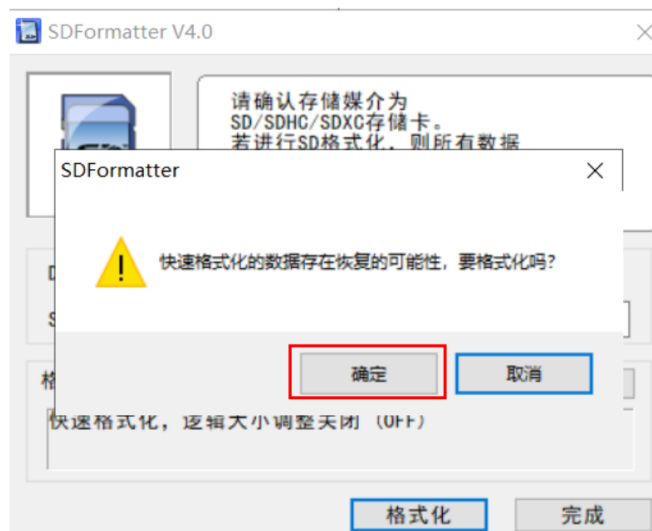 SDFormatter V4.0
请确认存储媒介为
SD/SDHC/SDXC存储卡。
若进行SD格式化，则所有数据
SDFormatter
快速格式化的数据存在恢复的可能性，要格式化吗？
确定
取消
格
快速格式化，逻辑大小调整关闭 (OFF)
格式化
完成